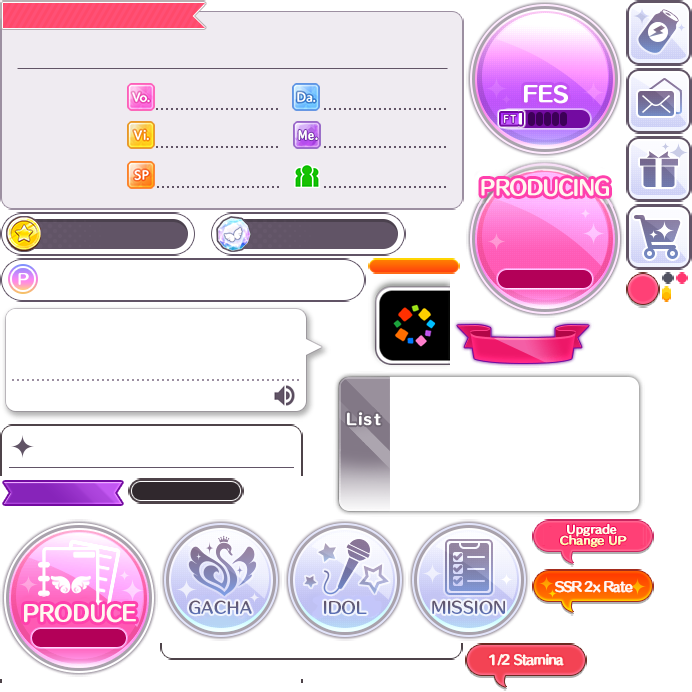 Vo.
Da.
Vi.
Me.
SP
FES
FT
PRODUCING
P
List
PRODUCE
GACHA
IDOL
MISSION
Upgrade
Change UP
SSR 2x Rate
1/2 Stamina